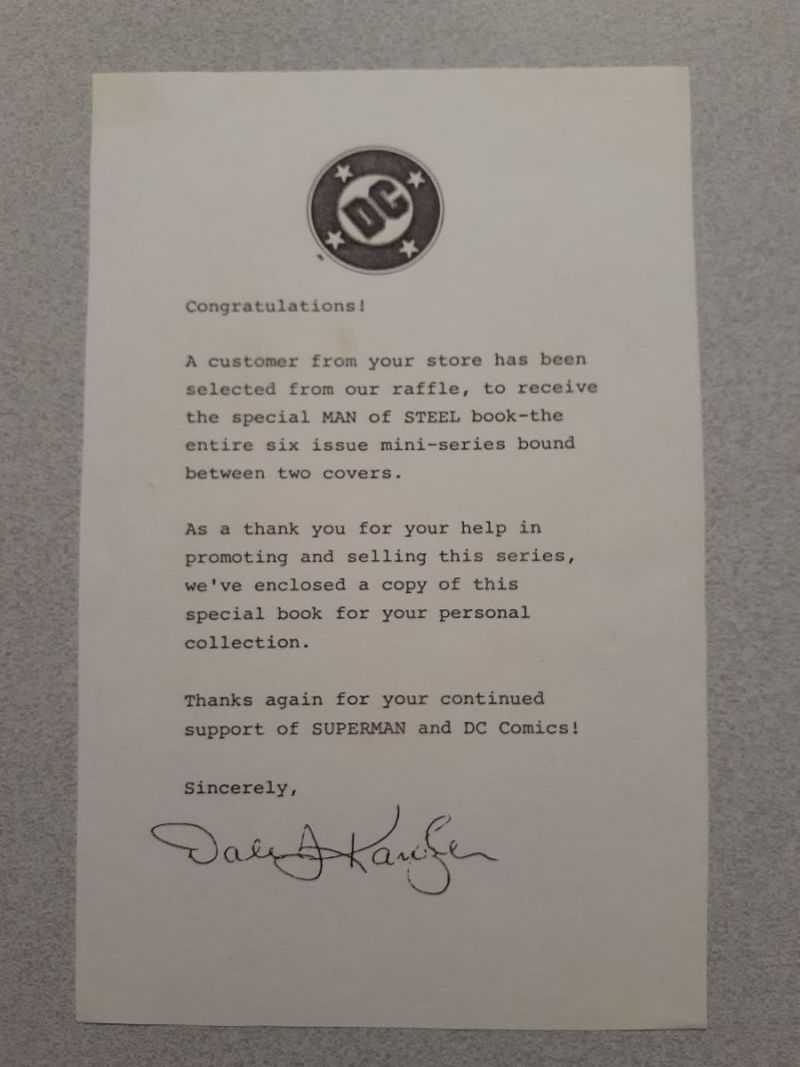 DC
Congratulations!
A customer from your store has been
selected from our raffle, to receive
the special MAN of STEEL book-the
entire six issue mini-series bound
between two covers.
As a thank you for your help in
promoting and selling this series,
we've enclosed a copy of this
special book for your personal
collection.
Thanks again for your continued
support of SUPERMAN and DC Comics!
Sincerely,
Dale